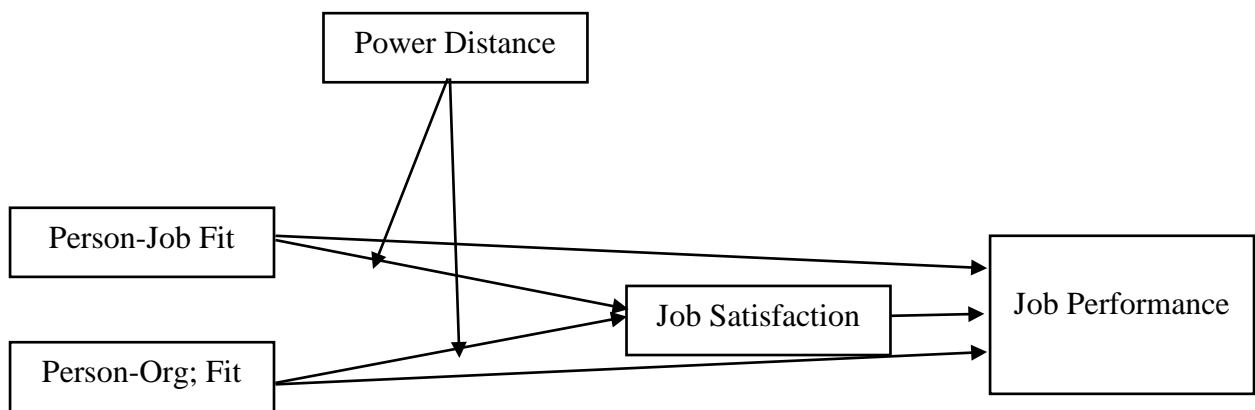 Power Distance
Person-Job Fit
Job Satisfaction
Job Performance
Person-Org; Fit